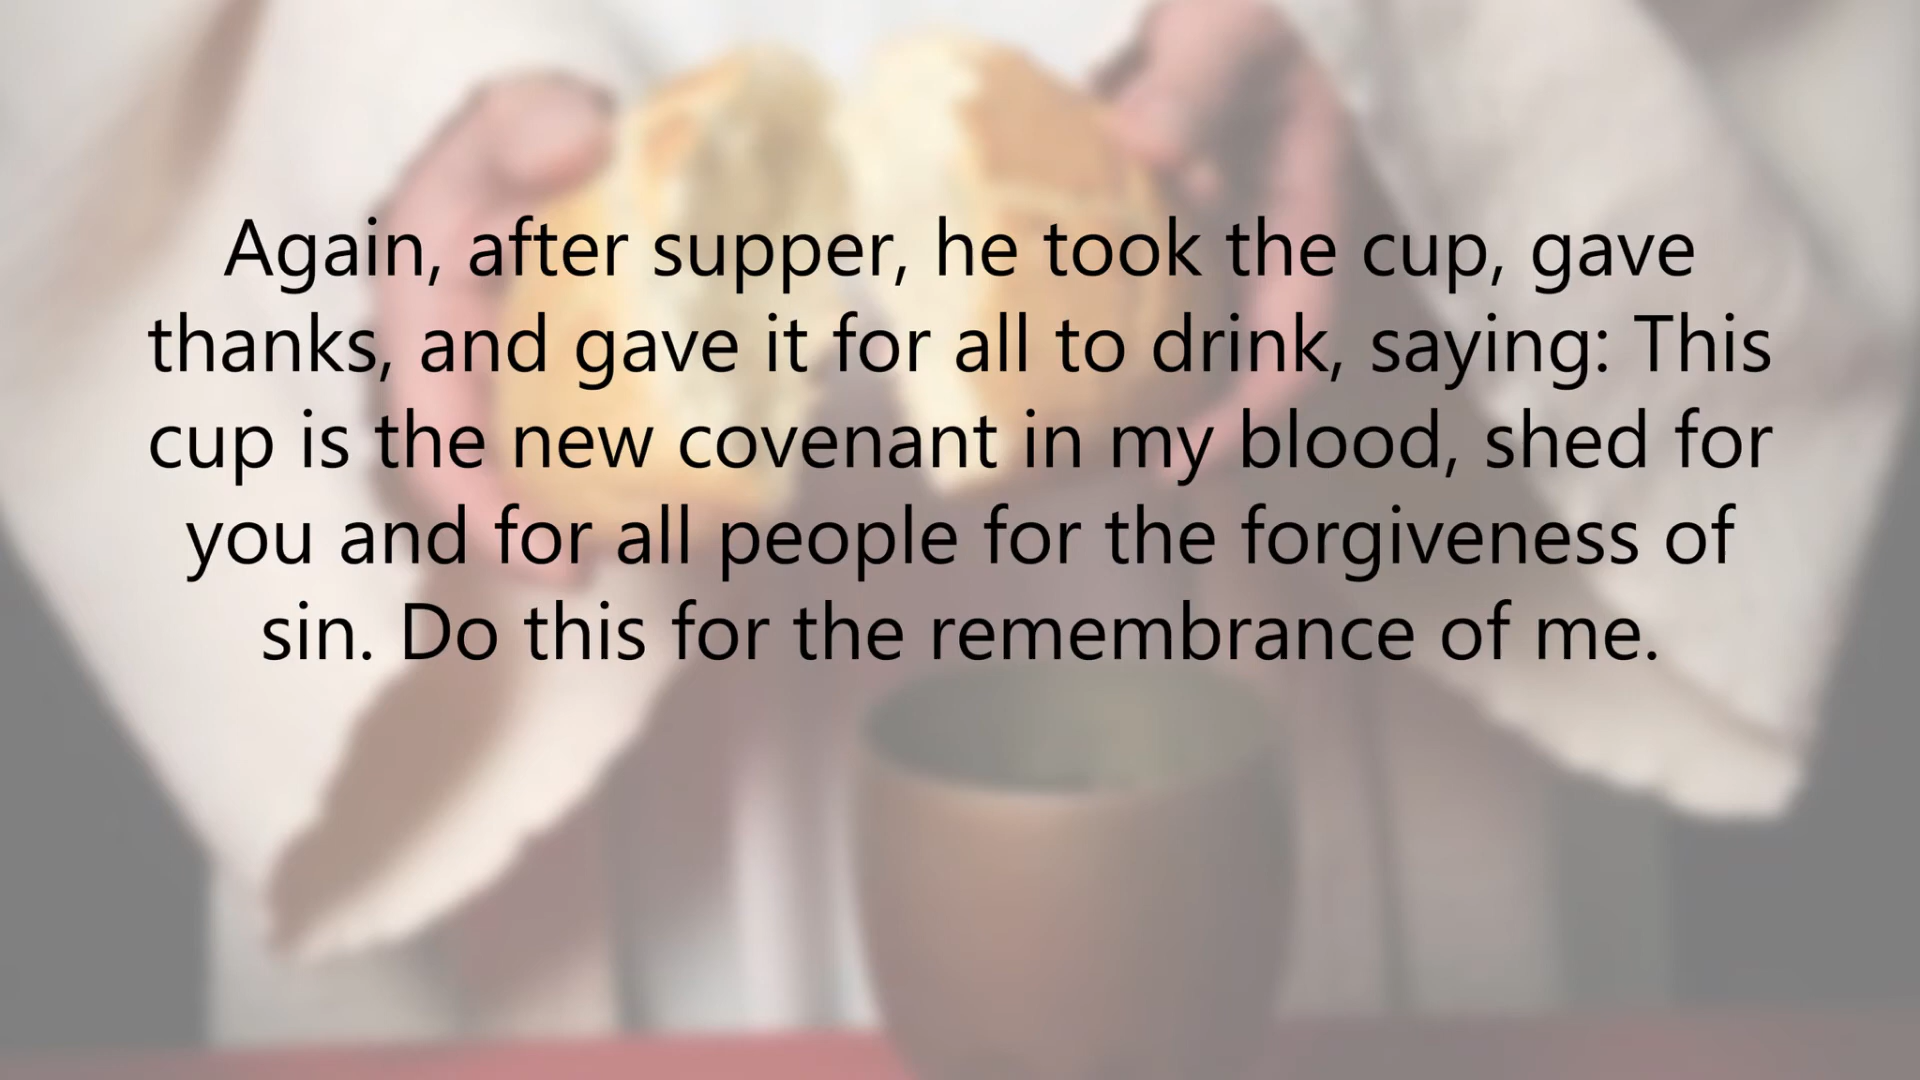 Again, after supper, he took the cup, gave
thanks, and gave it for all to drink, saying: This
cup is the new covenant in my blood, shed for
you and for all people for the forgiveness of
sin. Do this for the remembrance of me.